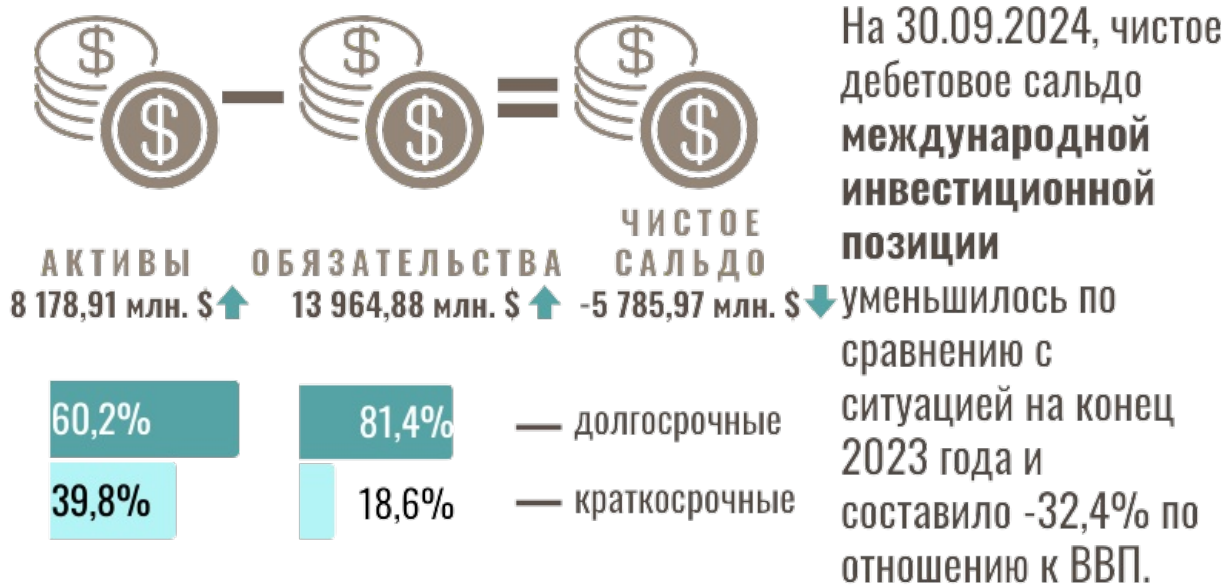 АКТИВЫ
8 178,91 млн. $
ОБЯЗАТЕЛЬСТВА
13 964,88 млн. $
ЧИСТОЕ
САЛЬДО
-5 785,97 млн. $
60,2%
81,4%
— долгосрочные
39,8%
18,6%
— краткосрочные
На 30.09.2024, чистое
дебетовое сальдо
международной
инвестиционной
позиции
уменьшилось по
сравнению с
ситуацией на конец
2023 года и
составило -32,4% по
отношению к ВВП.